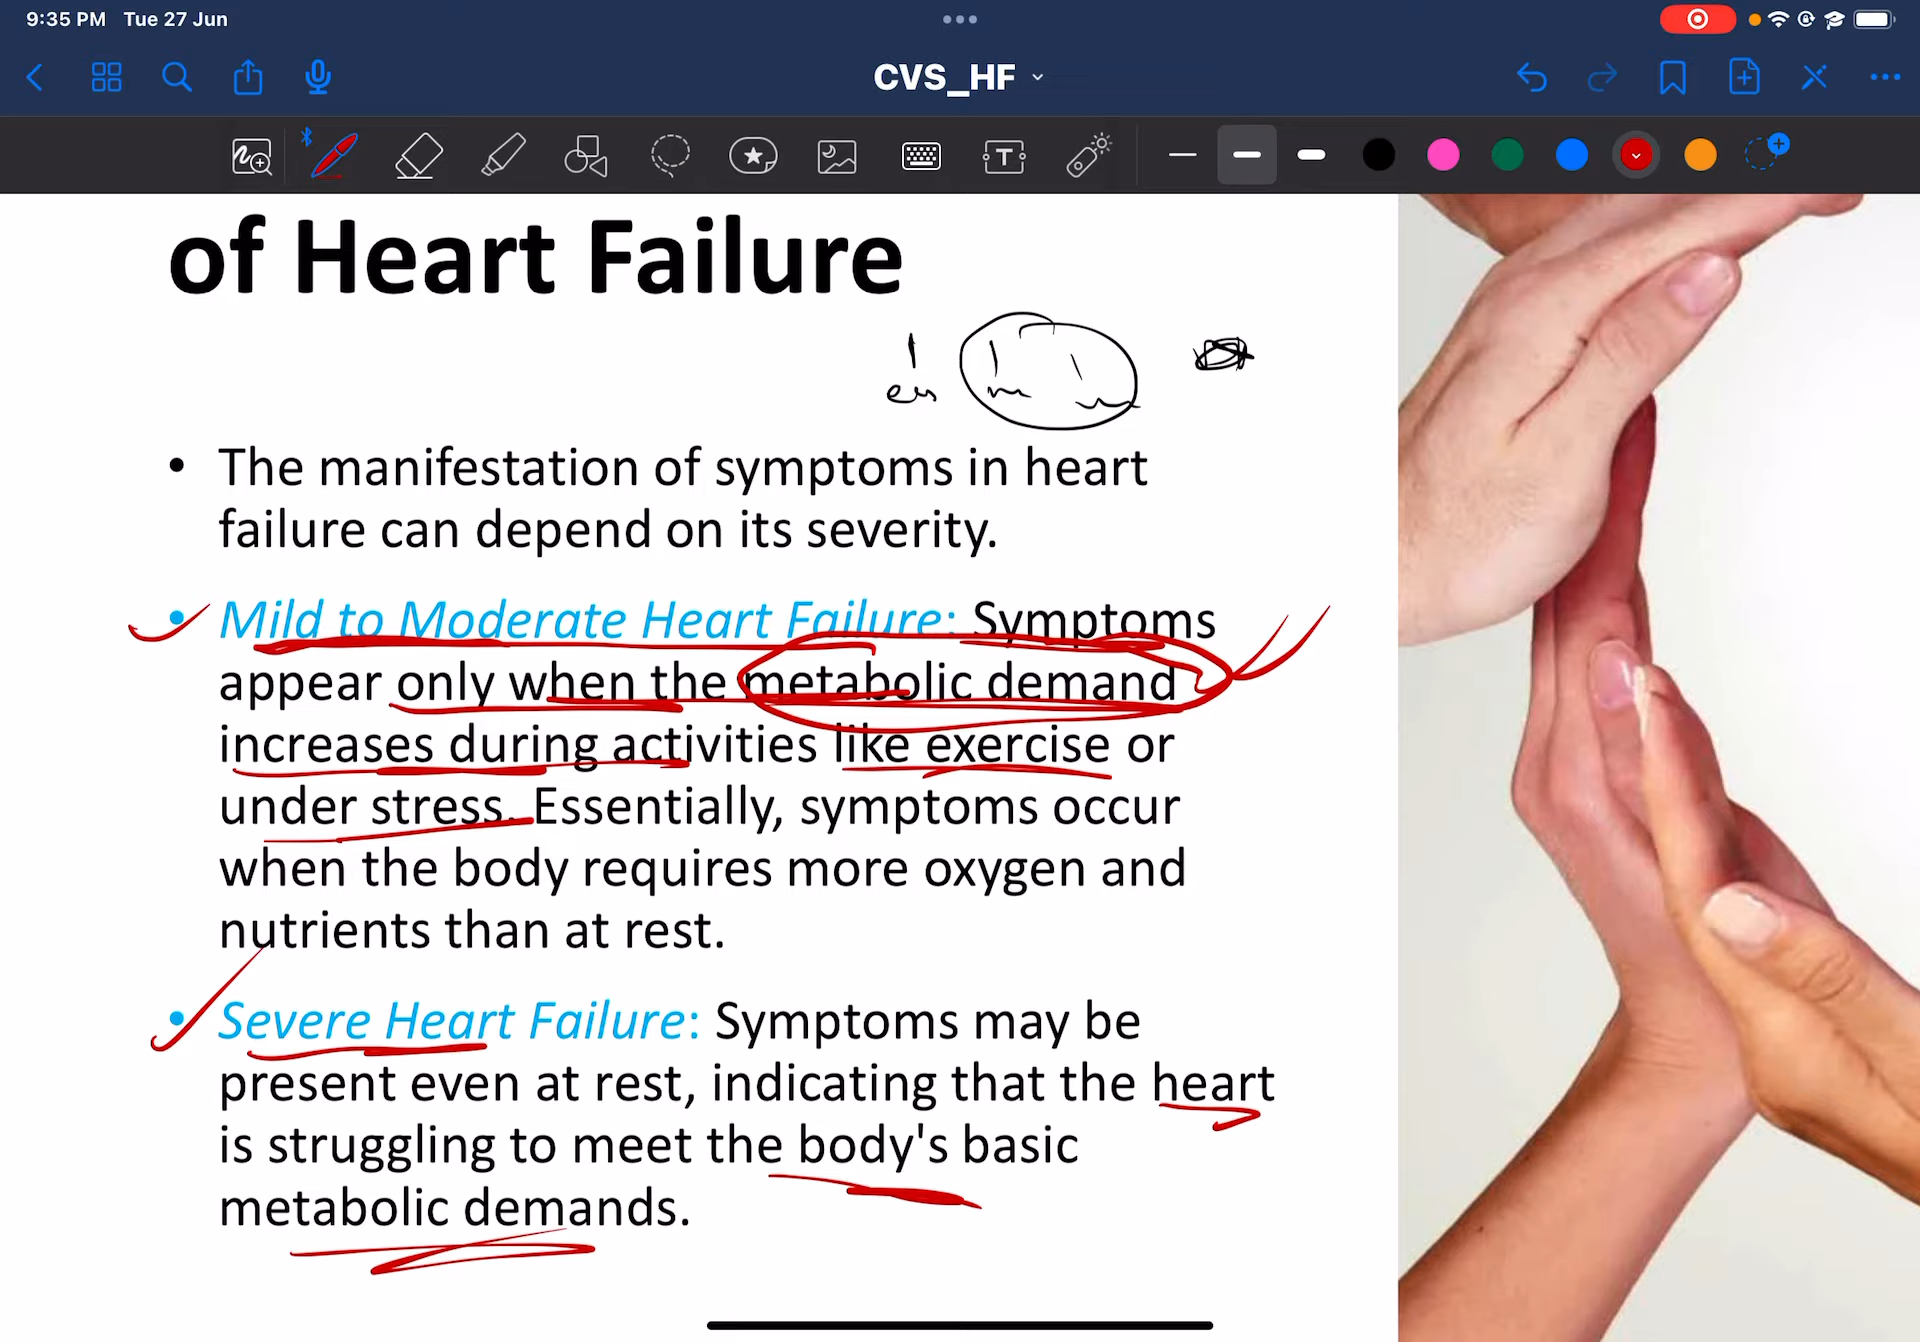 9:35 PM Tue 27 Jun
CVS_HF
T
of Heart Failure
• The manifestation of symptoms in heart
failure can depend on its severity.
• Mild to Moderate Heart Failure: Symptoms
appear only when the metabolic demand
increases during activities like exercise or
under stress. Essentially, symptoms occur
when the body requires more oxygen and
nutrients than at rest.
• Severe Heart Failure: Symptoms may be
present even at rest, indicating that the heart
is struggling to meet the body's basic
metabolic demands.